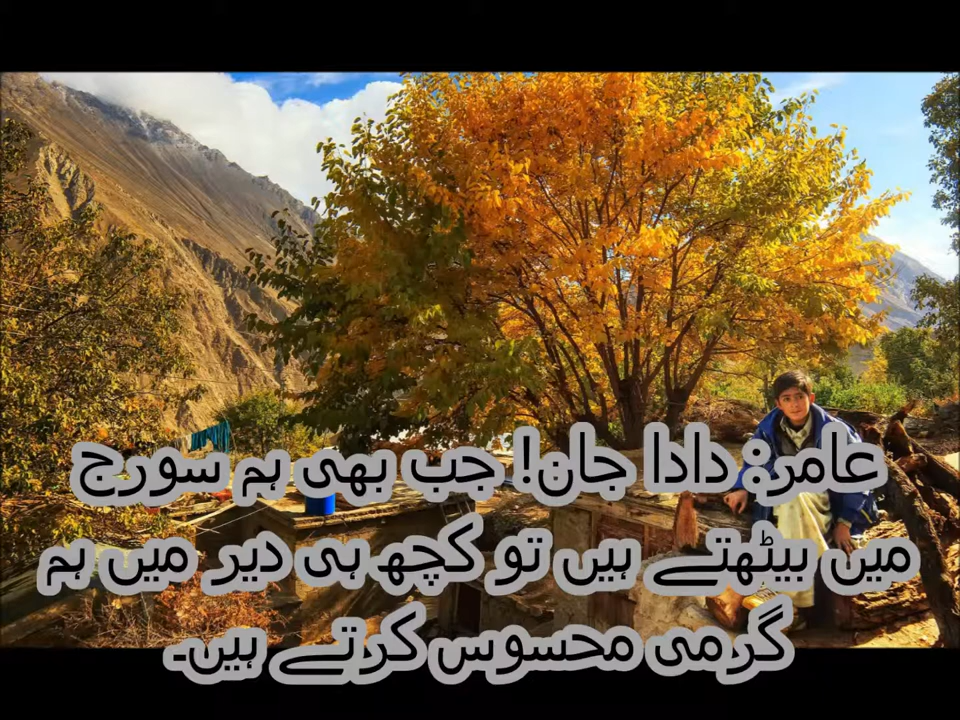 عامر: دادا جان! جب بھی ہم سورج
میں بیٹھتے ہیں تو کچھ ہی دیر میں ہم
گرمی محسوس کرتے ہیں۔